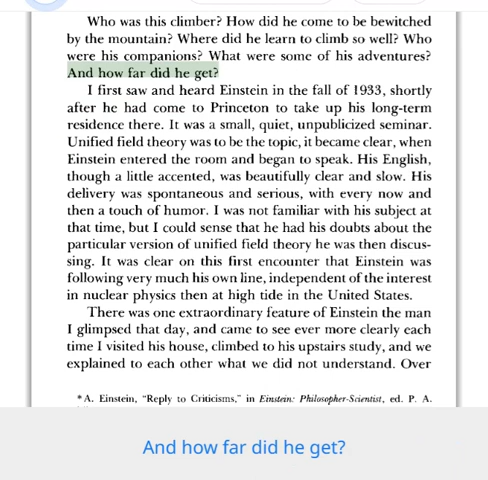 Who was this climber? How did he come to be bewitched
by the mountain? Where did he learn to climb so well? Who
were his companions? What were some of his adventures?
And how far did he get?
I first saw and heard Einstein in the fall of 1933, shortly
after he had come to Princeton to take up his long-term
residence there. It was a small, quiet, unpublicized seminar.
Unified field theory was to be the topic, it became clear, when
Einstein entered the room and began to speak. His English,
though a little accented, was beautifully clear and slow. His
delivery was spontaneous and serious, with every now and
then a touch of humor. I was not familiar with his subject at
that time, but I could sense that he had his doubts about the
particular version of unified field theory he was then discus-
sing. It was clear on this first encounter that Einstein was
following very much his own line, independent of the interest
in nuclear physics then at high tide in the United States.
There was one extraordinary feature of Einstein the man
I glimpsed that day, and came to see ever more clearly each
time I visited his house, climbed to his upstairs study, and we
explained to each other what we did not understand. Over
*A. Einstein, "Reply to Criticisms," in Einstein: Philosopher-Scientist, ed. P. A.
And how far did he get?